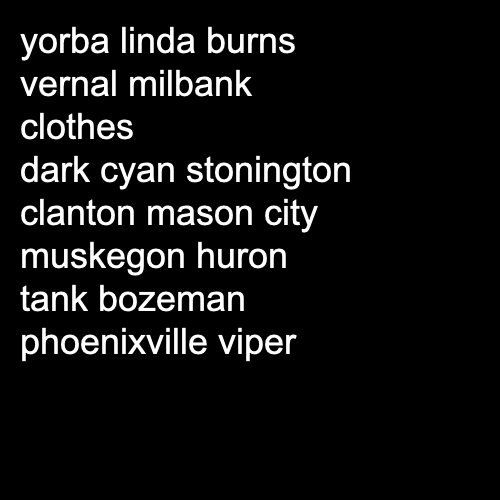 yorba linda burns
vernal milbank
clothes
dark cyan stonington
clanton mason city
muskegon huron
tank bozeman
phoenixville viper